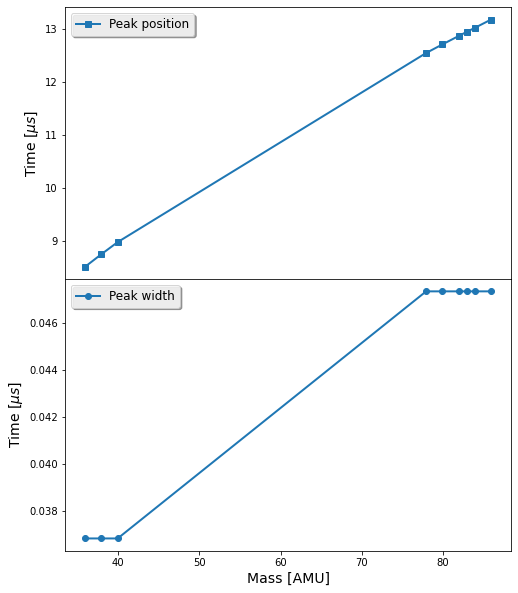 Peak position
13
12
11
10
9
Time [μs]
Peak width
0.046
0.044
0.042
0.040
0.038
Time [μs]
40 50 60 70 80
Mass [AMU]